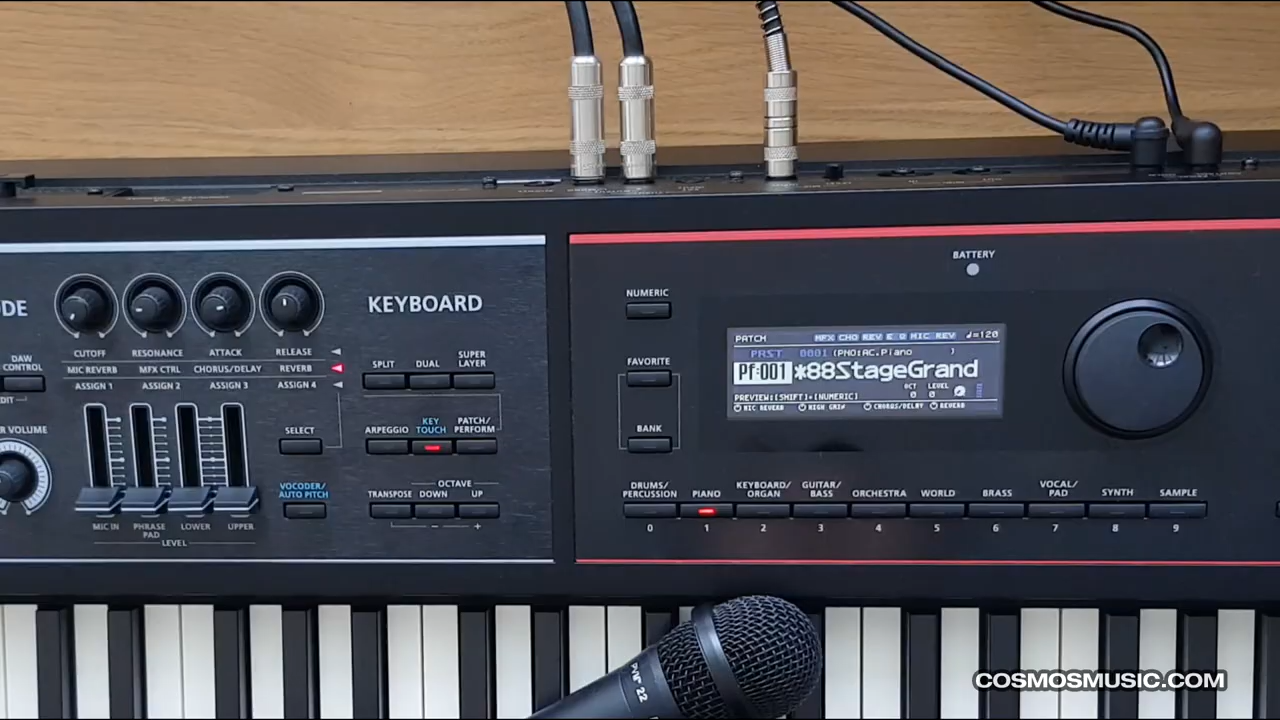 BATTERY
NUMERIC
ODE
KEYBOARD
PATCH MFX CHO REV E O MIC REV ♩=120
PRST 0001 (PNO:AC.Piano )
Pf:001 *88StageGrand
OCT LEVEL
0 0
PREVIEW:[SHIFT]+[NUMERIC]
MIC REVERB HIGH GAIN CHORUS/DELAY REVERB
CUTOFF RESONANCE ATTACK RELEASE
MIC REVERB MFX CTRL CHORUS/DELAY REVERB
ASSIGN 1 ASSIGN 2 ASSIGN 3 ASSIGN 4
DAW
CONTROL
EDIT
SPLIT DUAL SUPER
LAYER
FAVORITE
R VOLUME
SELECT
ARPEGGIO KEY
TOUCH PATCH/
PERFORM
BANK
VOCODER/
AUTO PITCH
OCTAVE
TRANSPOSE DOWN UP
− +
MIC IN PHRASE
PAD LOWER UPPER
LEVEL
DRUMS/
PERCUSSION PIANO KEYBOARD/
ORGAN GUITAR/
BASS ORCHESTRA WORLD BRASS VOCAL/
PAD SYNTH SAMPLE
0 1 2 3 4 5 6 7 8 9
PVM™ 22
COSMOSMUSIC.COM